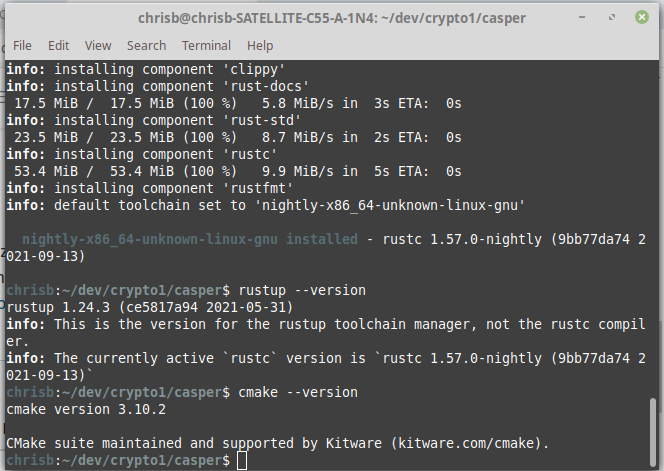 chrisb@chrisb-SATELLITE-C55-A-1N4: ~/dev/crypto1/casper
File Edit View Search Terminal Help
info: installing component 'clippy'
info: installing component 'rust-docs'
17.5 MiB / 17.5 MiB (100 %) 5.8 MiB/s in 3s ETA: 0s
info: installing component 'rust-std'
23.5 MiB / 23.5 MiB (100 %) 8.7 MiB/s in 2s ETA: 0s
info: installing component 'rustc'
53.4 MiB / 53.4 MiB (100 %) 9.9 MiB/s in 5s ETA: 0s
info: installing component 'rustfmt'
info: default toolchain set to 'nightly-x86_64-unknown-linux-gnu'
nightly-x86_64-unknown-linux-gnu installed - rustc 1.57.0-nightly (9bb77da74 2
021-09-13)
chrisb:~/dev/crypto1/casper$ rustup --version
rustup 1.24.3 (ce5817a94 2021-05-31)
info: This is the version for the rustup toolchain manager, not the rustc compil
er.
info: The currently active `rustc` version is `rustc 1.57.0-nightly (9bb77da74 2
021-09-13)`
chrisb:~/dev/crypto1/casper$ cmake --version
cmake version 3.10.2
CMake suite maintained and supported by Kitware (kitware.com/cmake).
chrisb:~/dev/crypto1/casper$